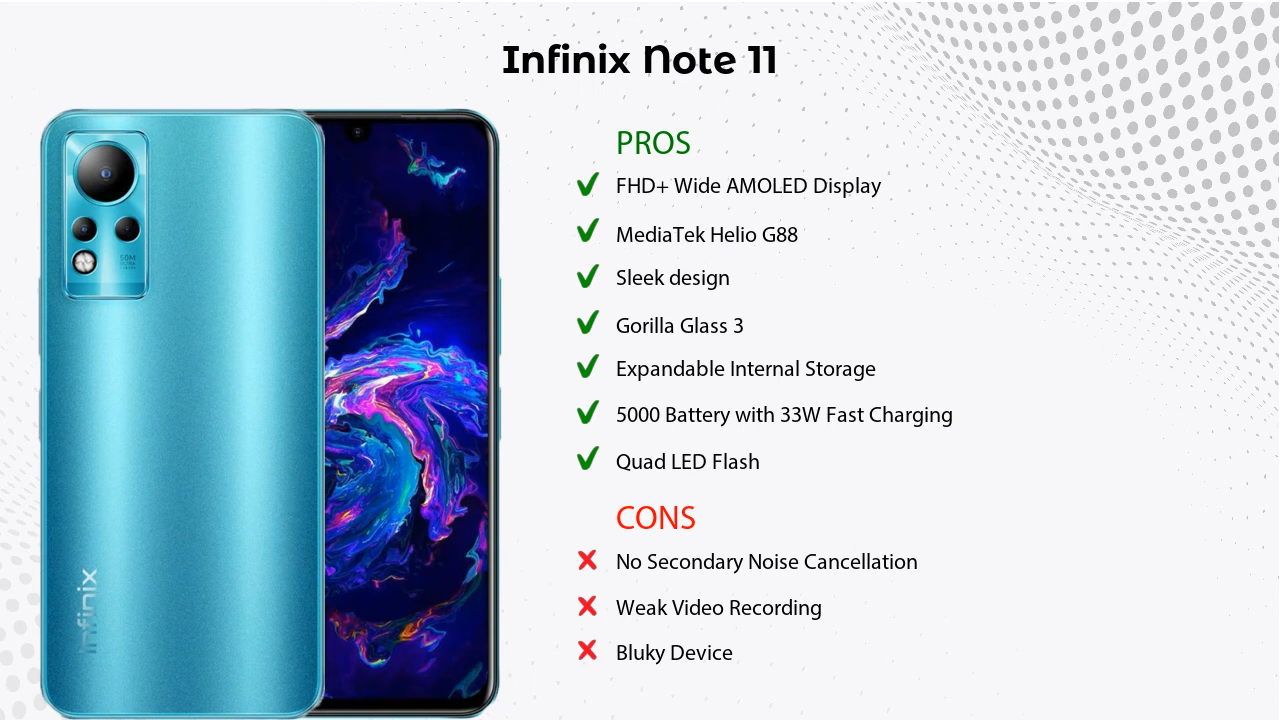 Infinix Note 11
PROS
FHD+ Wide AMOLED Display
MediaTek Helio G88
Sleek design
Gorilla Glass 3
Expandable Internal Storage
5000 Battery with 33W Fast Charging
Quad LED Flash
CONS
No Secondary Noise Cancellation
Weak Video Recording
Bluky Device
50M
Infinix